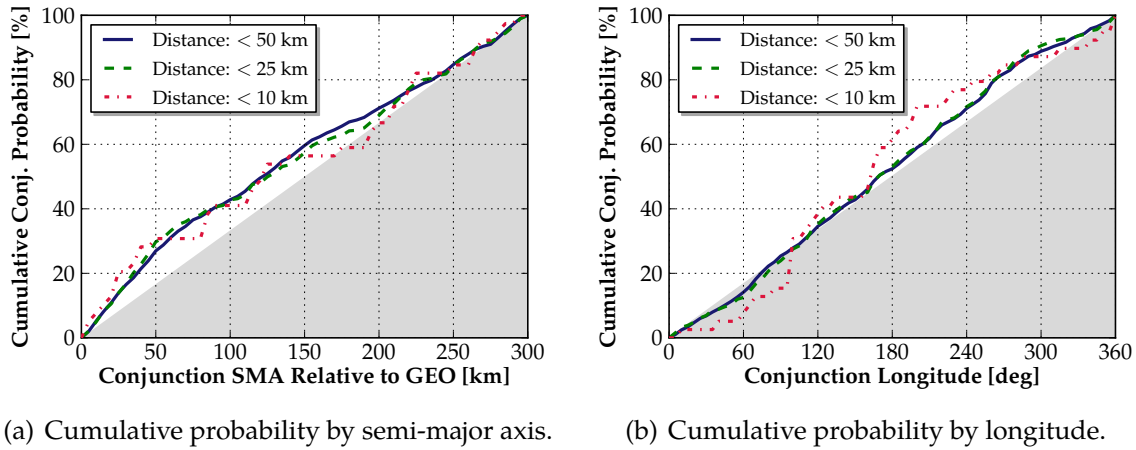 Cumulative Conj. Probability [%]
100
80
60
40
20
0
Distance: < 50 km
Distance: < 25 km
Distance: < 10 km
0 50 100 150 200 250 300
Conjunction SMA Relative to GEO [km]
(a) Cumulative probability by semi-major axis.
Cumulative Conj. Probability [%]
100
80
60
40
20
0
Distance: < 50 km
Distance: < 25 km
Distance: < 10 km
0 60 120 180 240 300 360
Conjunction Longitude [deg]
(b) Cumulative probability by longitude.